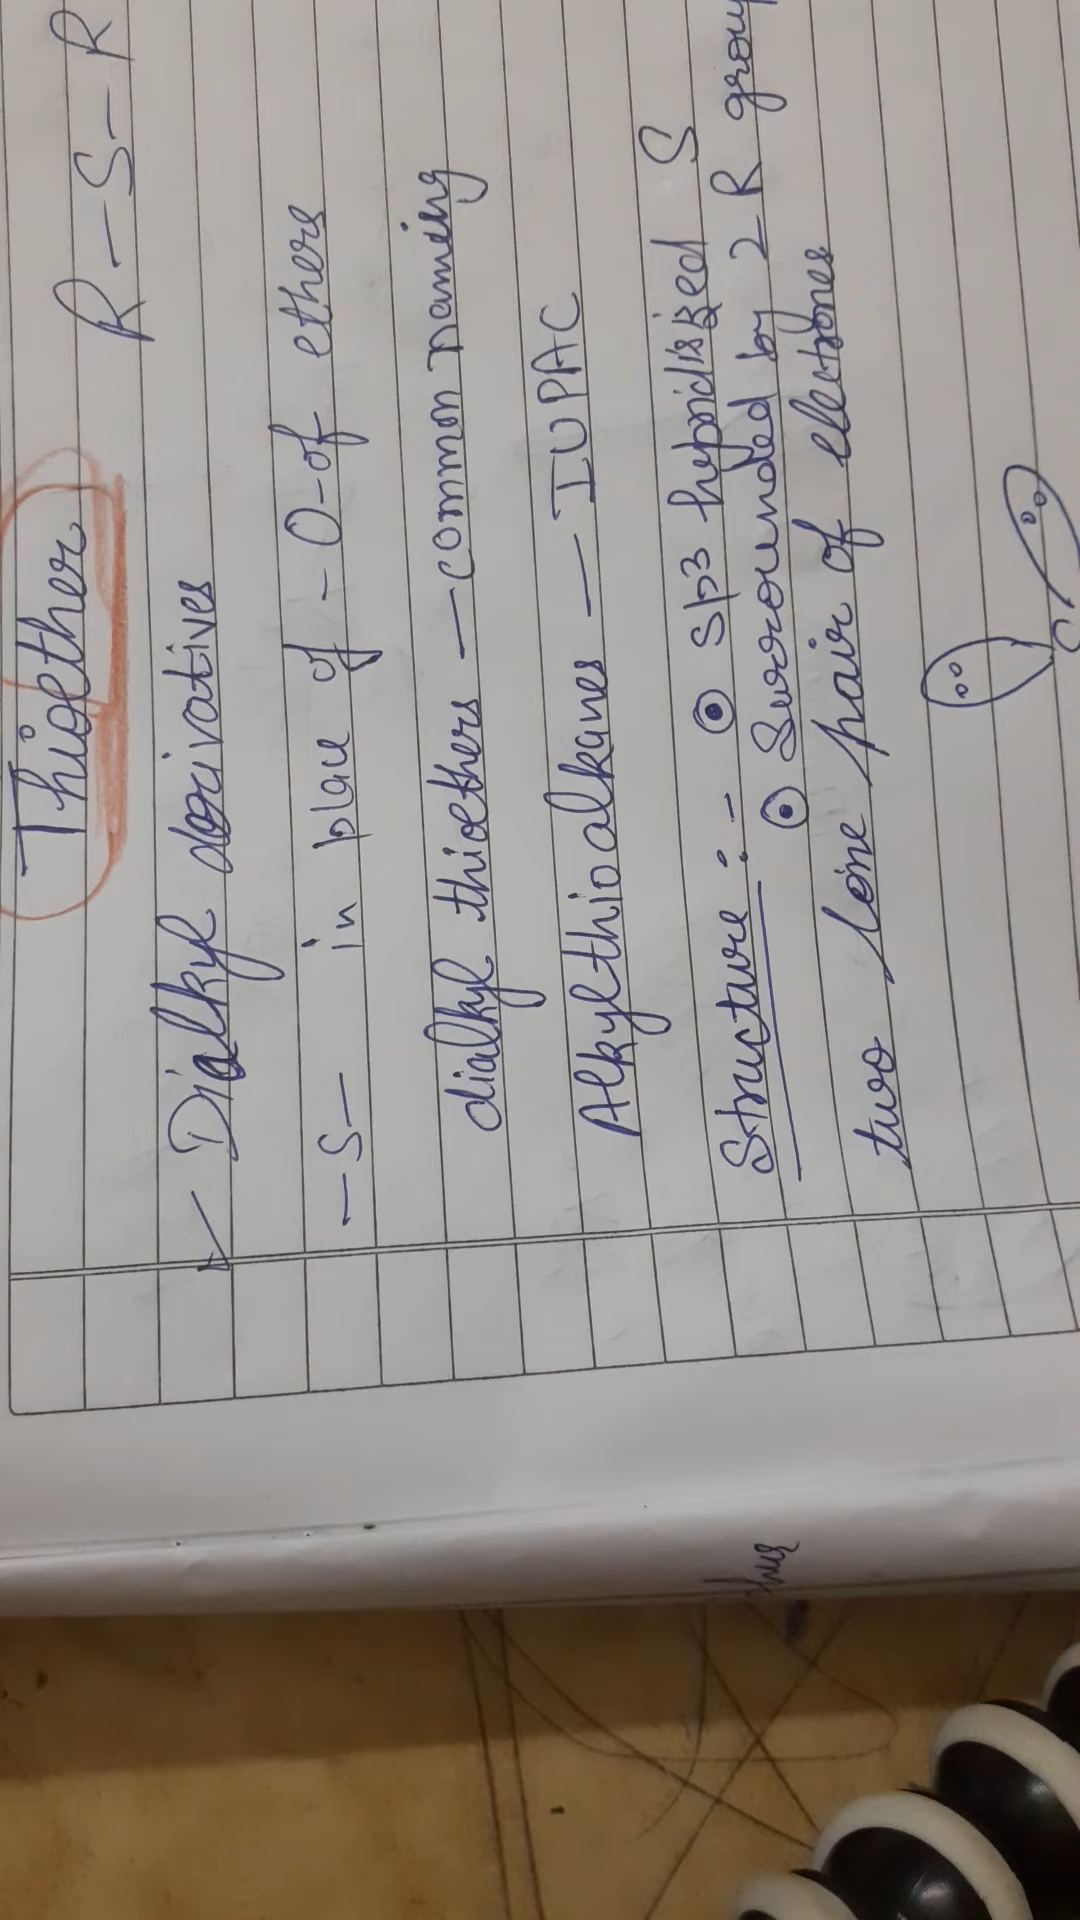 Thioether R-S-R
Dialkyl derivatives
-S- in place of -O- of ethers
dialkyl thioethers - common naming
Alkylthioalkanes - IUPAC
Structure:- ⊙ sp3 hybridised S
⊙ Surrounded by 2 R group
two lone pair of electrones